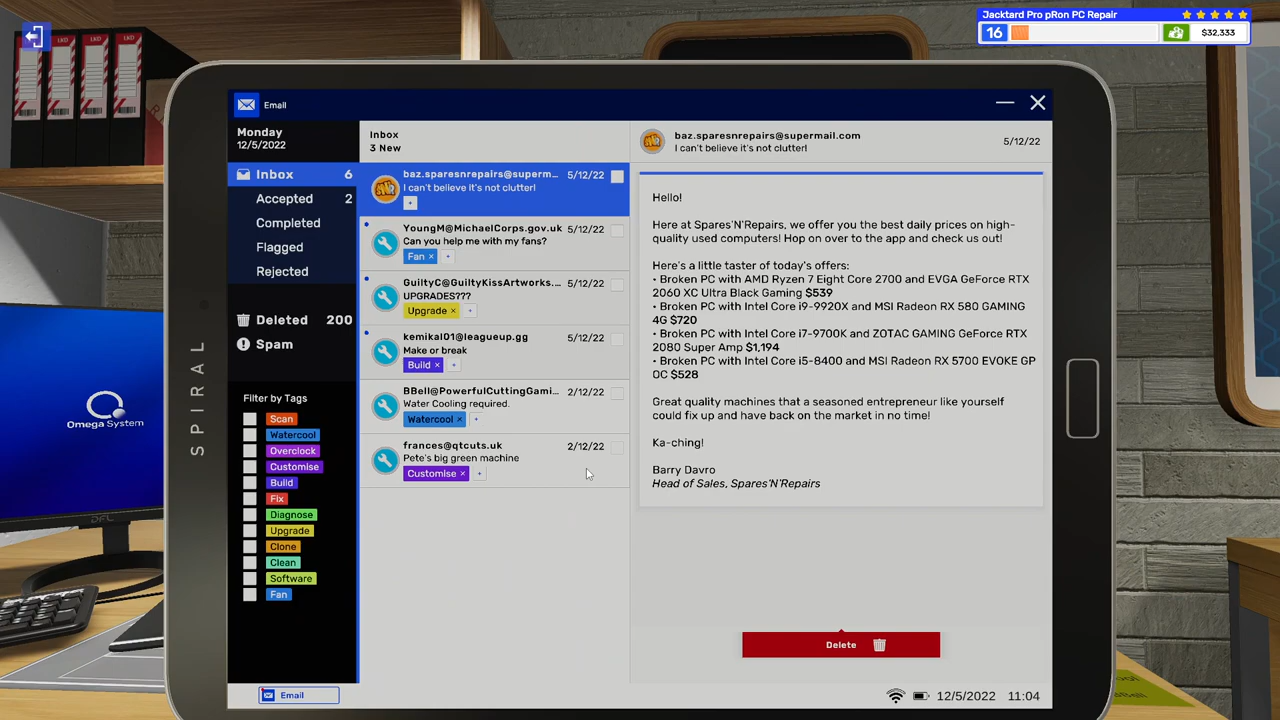 Jacktard Pro pRon PC Repair
16
$32,333
LKD LKD LKD LKD
Email
Monday
12/5/2022
Inbox 6
Accepted 2
Completed
Flagged
Rejected
Deleted 200
Spam
Filter by Tags
Scan
Watercool
Overclock
Customise
Build
Fix
Diagnose
Upgrade
Clone
Clean
Software
Fan
Inbox
3 New
baz.sparesnrepairs@superm... 5/12/22
I can't believe it's not clutter!
+
YoungM@MichaelCorps.gov.uk 5/12/22
Can you help me with my fans?
Fan × +
GuiltyC@GuiltyKissArtworks.... 5/12/22
UPGRADES???
Upgrade × +
kemikal01@leagueup.gg 5/12/22
Make or break
Build × +
BBell@PowerfulCuttingGami... 2/12/22
Water Cooling required.
Watercool × +
frances@qtcuts.uk 2/12/22
Pete's big green machine
Customise × +
baz.sparesnrepairs@supermail.com 5/12/22
I can't believe it's not clutter!
Hello!
Here at Spares'N'Repairs, we offer you the best daily prices on high-
quality used computers! Hop on over to the app and check us out!
Here's a little taster of today's offers:
• Broken PC with AMD Ryzen 7 Eight Core 2700 and EVGA GeForce RTX
2060 XC Ultra Black Gaming $539
• Broken PC with Intel Core i9-9920X and MSI Radeon RX 580 GAMING
4G $720
• Broken PC with Intel Core i7-9700K and ZOTAC GAMING GeForce RTX
2080 Super Amp $1,194
• Broken PC with Intel Core i5-8400 and MSI Radeon RX 5700 EVOKE GP
OC $528
Great quality machines that a seasoned entrepreneur like yourself
could fix up and have back on the market in no time!
Ka-ching!
Barry Davro
Head of Sales, Spares'N'Repairs
Delete
Email
12/5/2022 11:04
SPIRAL
Omega System
DFL